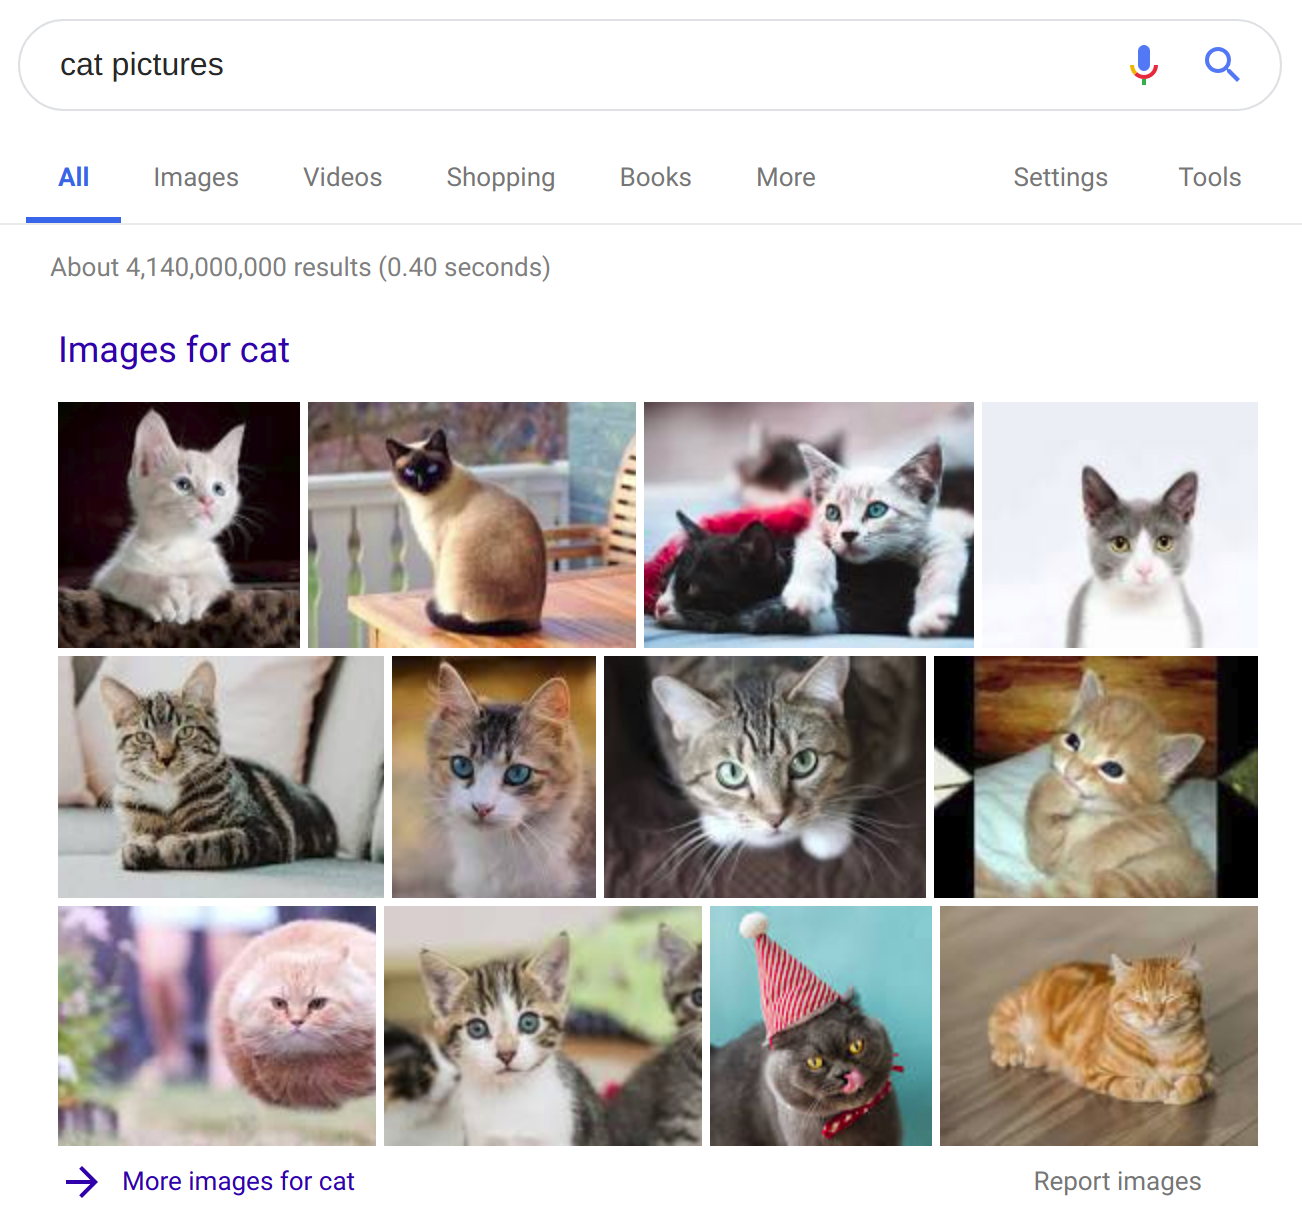 cat pictures
All Images Videos Shopping Books More Settings Tools
About 4,140,000,000 results (0.40 seconds)
Images for cat
More images for cat Report images